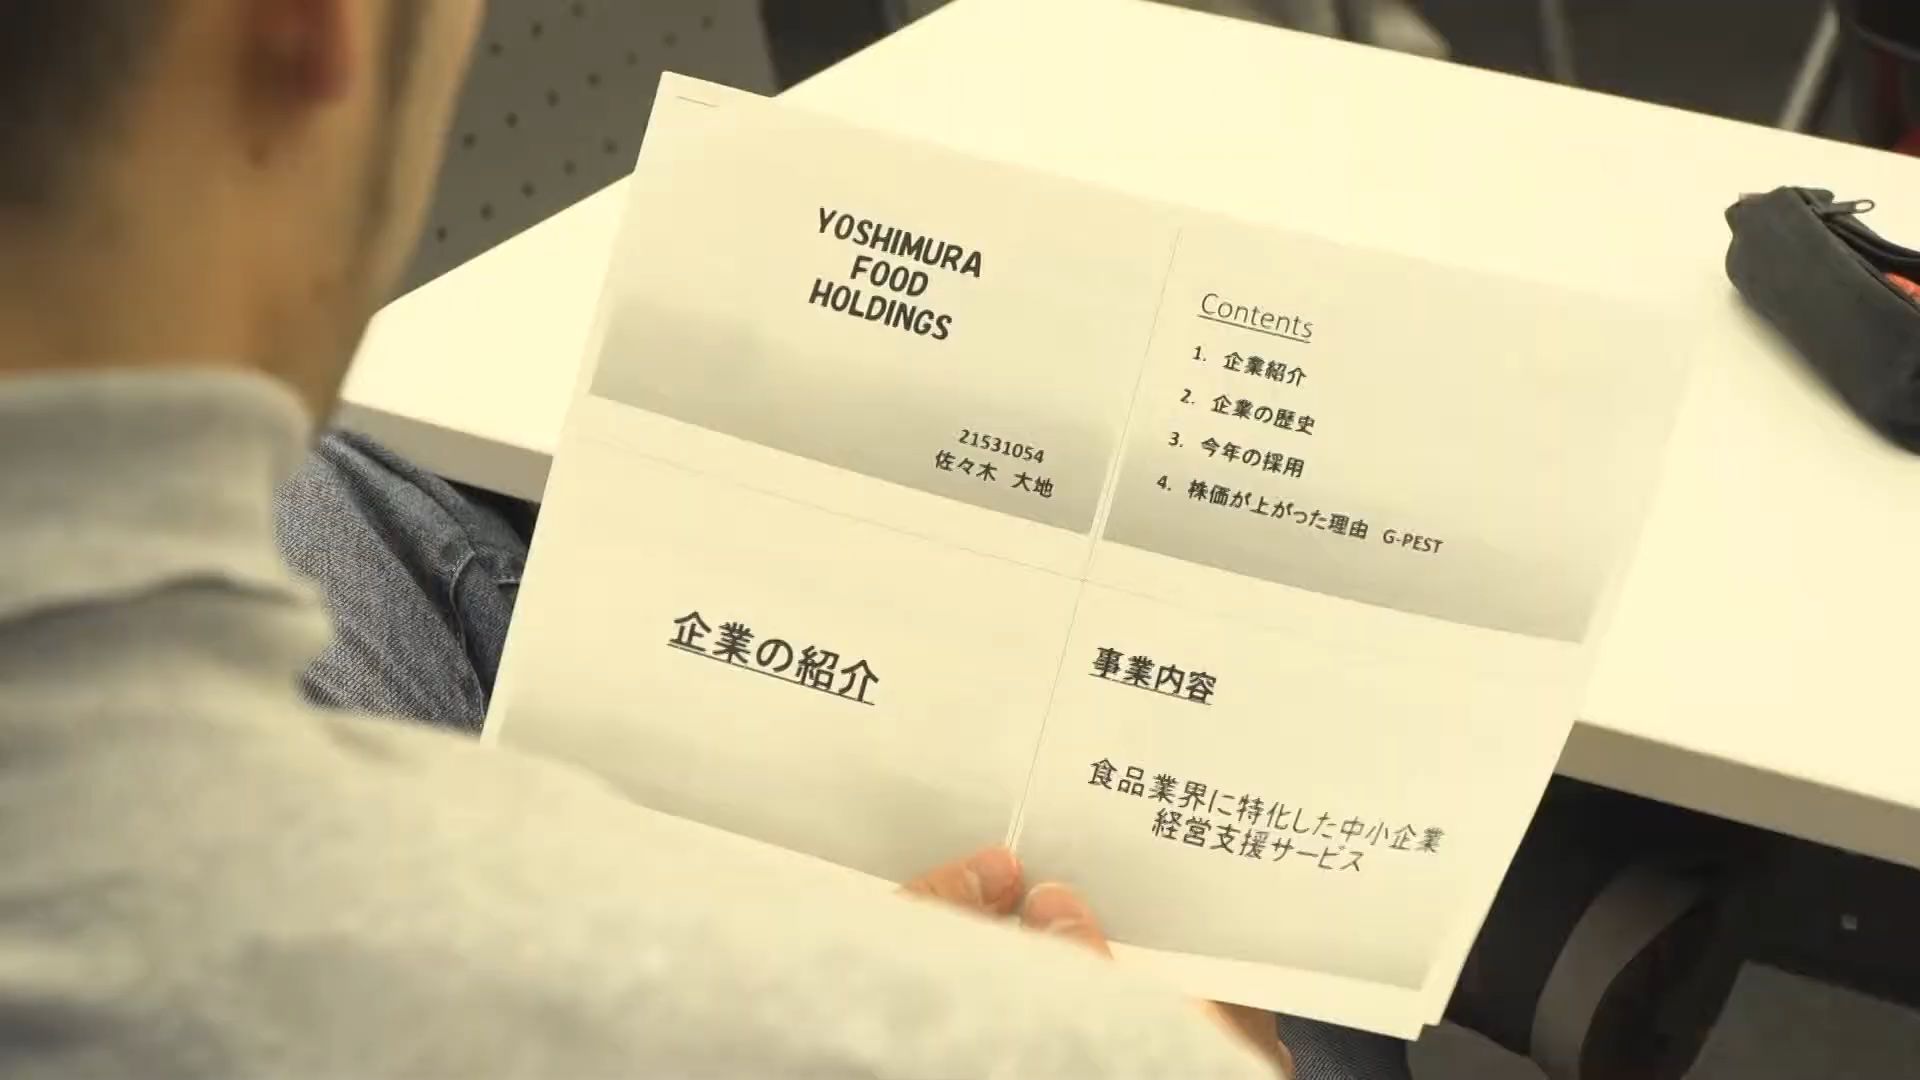 YOSHIMURA
FOOD
HOLDINGS
21531054
佐々木 大地
Contents
1. 企業紹介
2. 企業の歴史
3. 今年の採用
4. 株価が上がった理由 G-PEST
企業の紹介
事業内容
食品業界に特化した中小企業
経営支援サービス